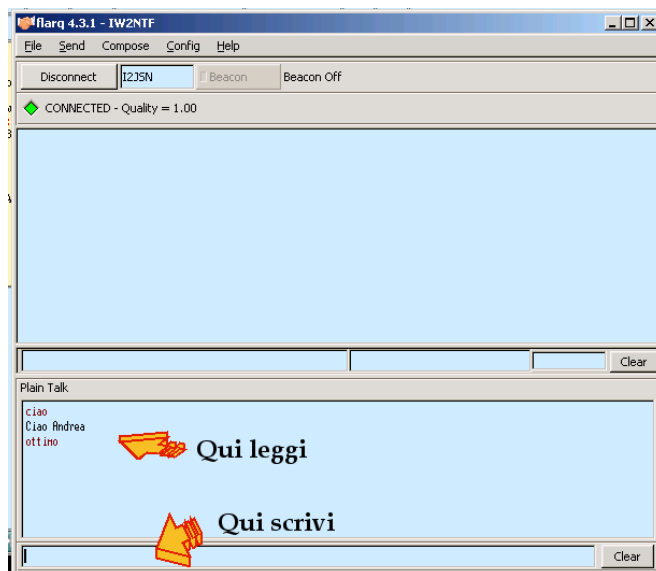 flarq 4.3.1 - IW2NTF
File Send Compose Config Help
Disconnect I2JSN Beacon Beacon Off
CONNECTED - Quality = 1.00
Clear
Plain Talk
ciao
Ciao Andrea
ottimo
Qui leggi
Qui scrivi
Clear